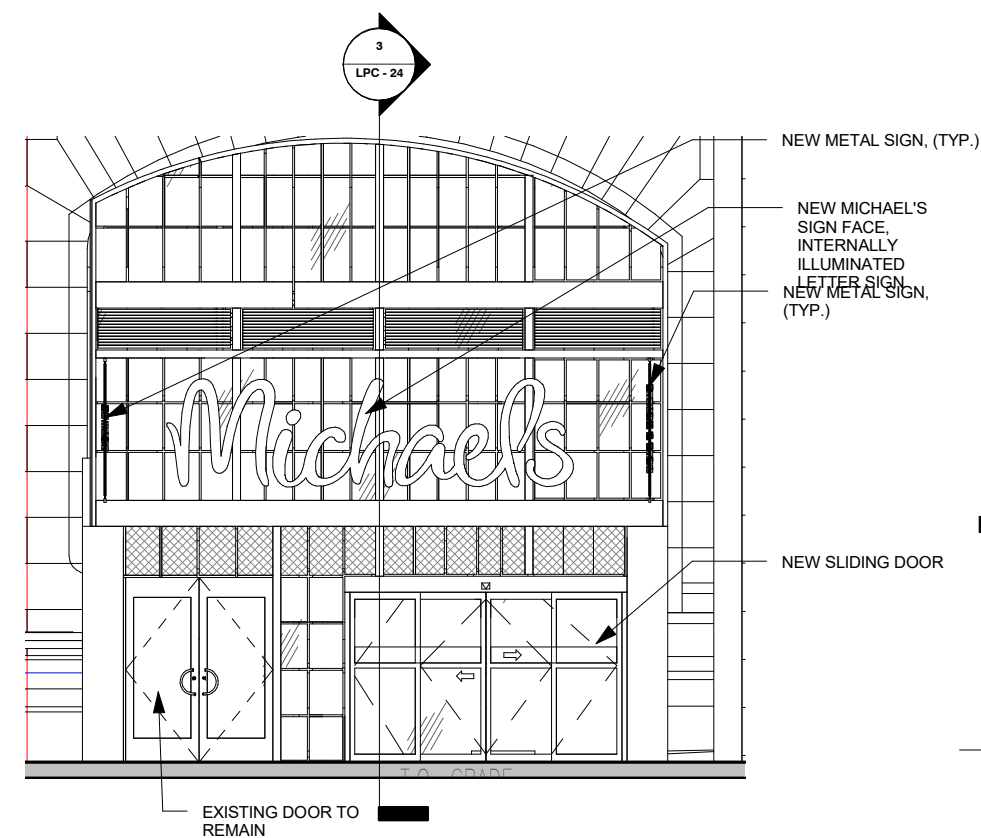 3
LPC - 24
NEW METAL SIGN, (TYP.)
NEW MICHAEL'S
SIGN FACE,
INTERNALLY
ILLUMINATED
LETTER SIGN
NEW METAL SIGN,
(TYP.)
Michaels
NEW SLIDING DOOR
T.O. GRADE
EXISTING DOOR TO
REMAIN